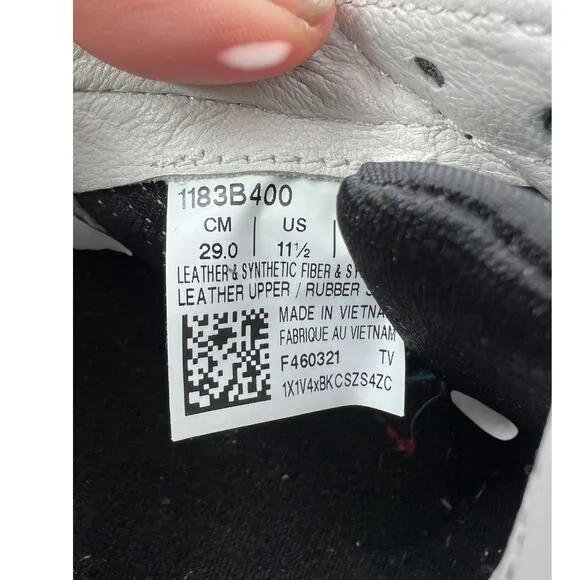 1183B400
CM | US |
29.0 | 11½ |
LEATHER & SYNTHETIC FIBER & S
LEATHER UPPER / RUBBER S
MADE IN VIETNA
FABRIQUE AU VIETNAM
F460321 TV
1X1V4xBKCSZS4ZC